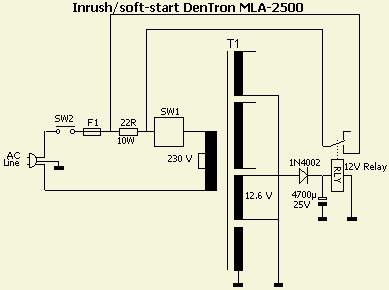 Inrush/soft-start DenTron MLA-2500
T1
SW2
F1
22R
10W
SW1
AC
Line
230 V
12.6 V
1N4002
4700µ
25V
RLY
12V Relay